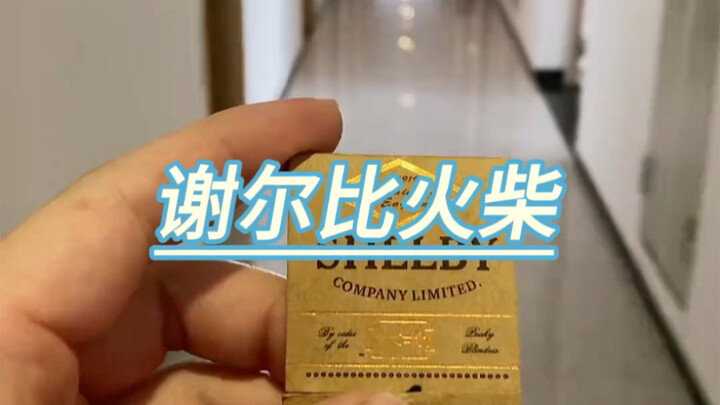 谢尔比火柴
SHELBY
COMPANY LIMITED.
By order
of the
Peaky
Blinders